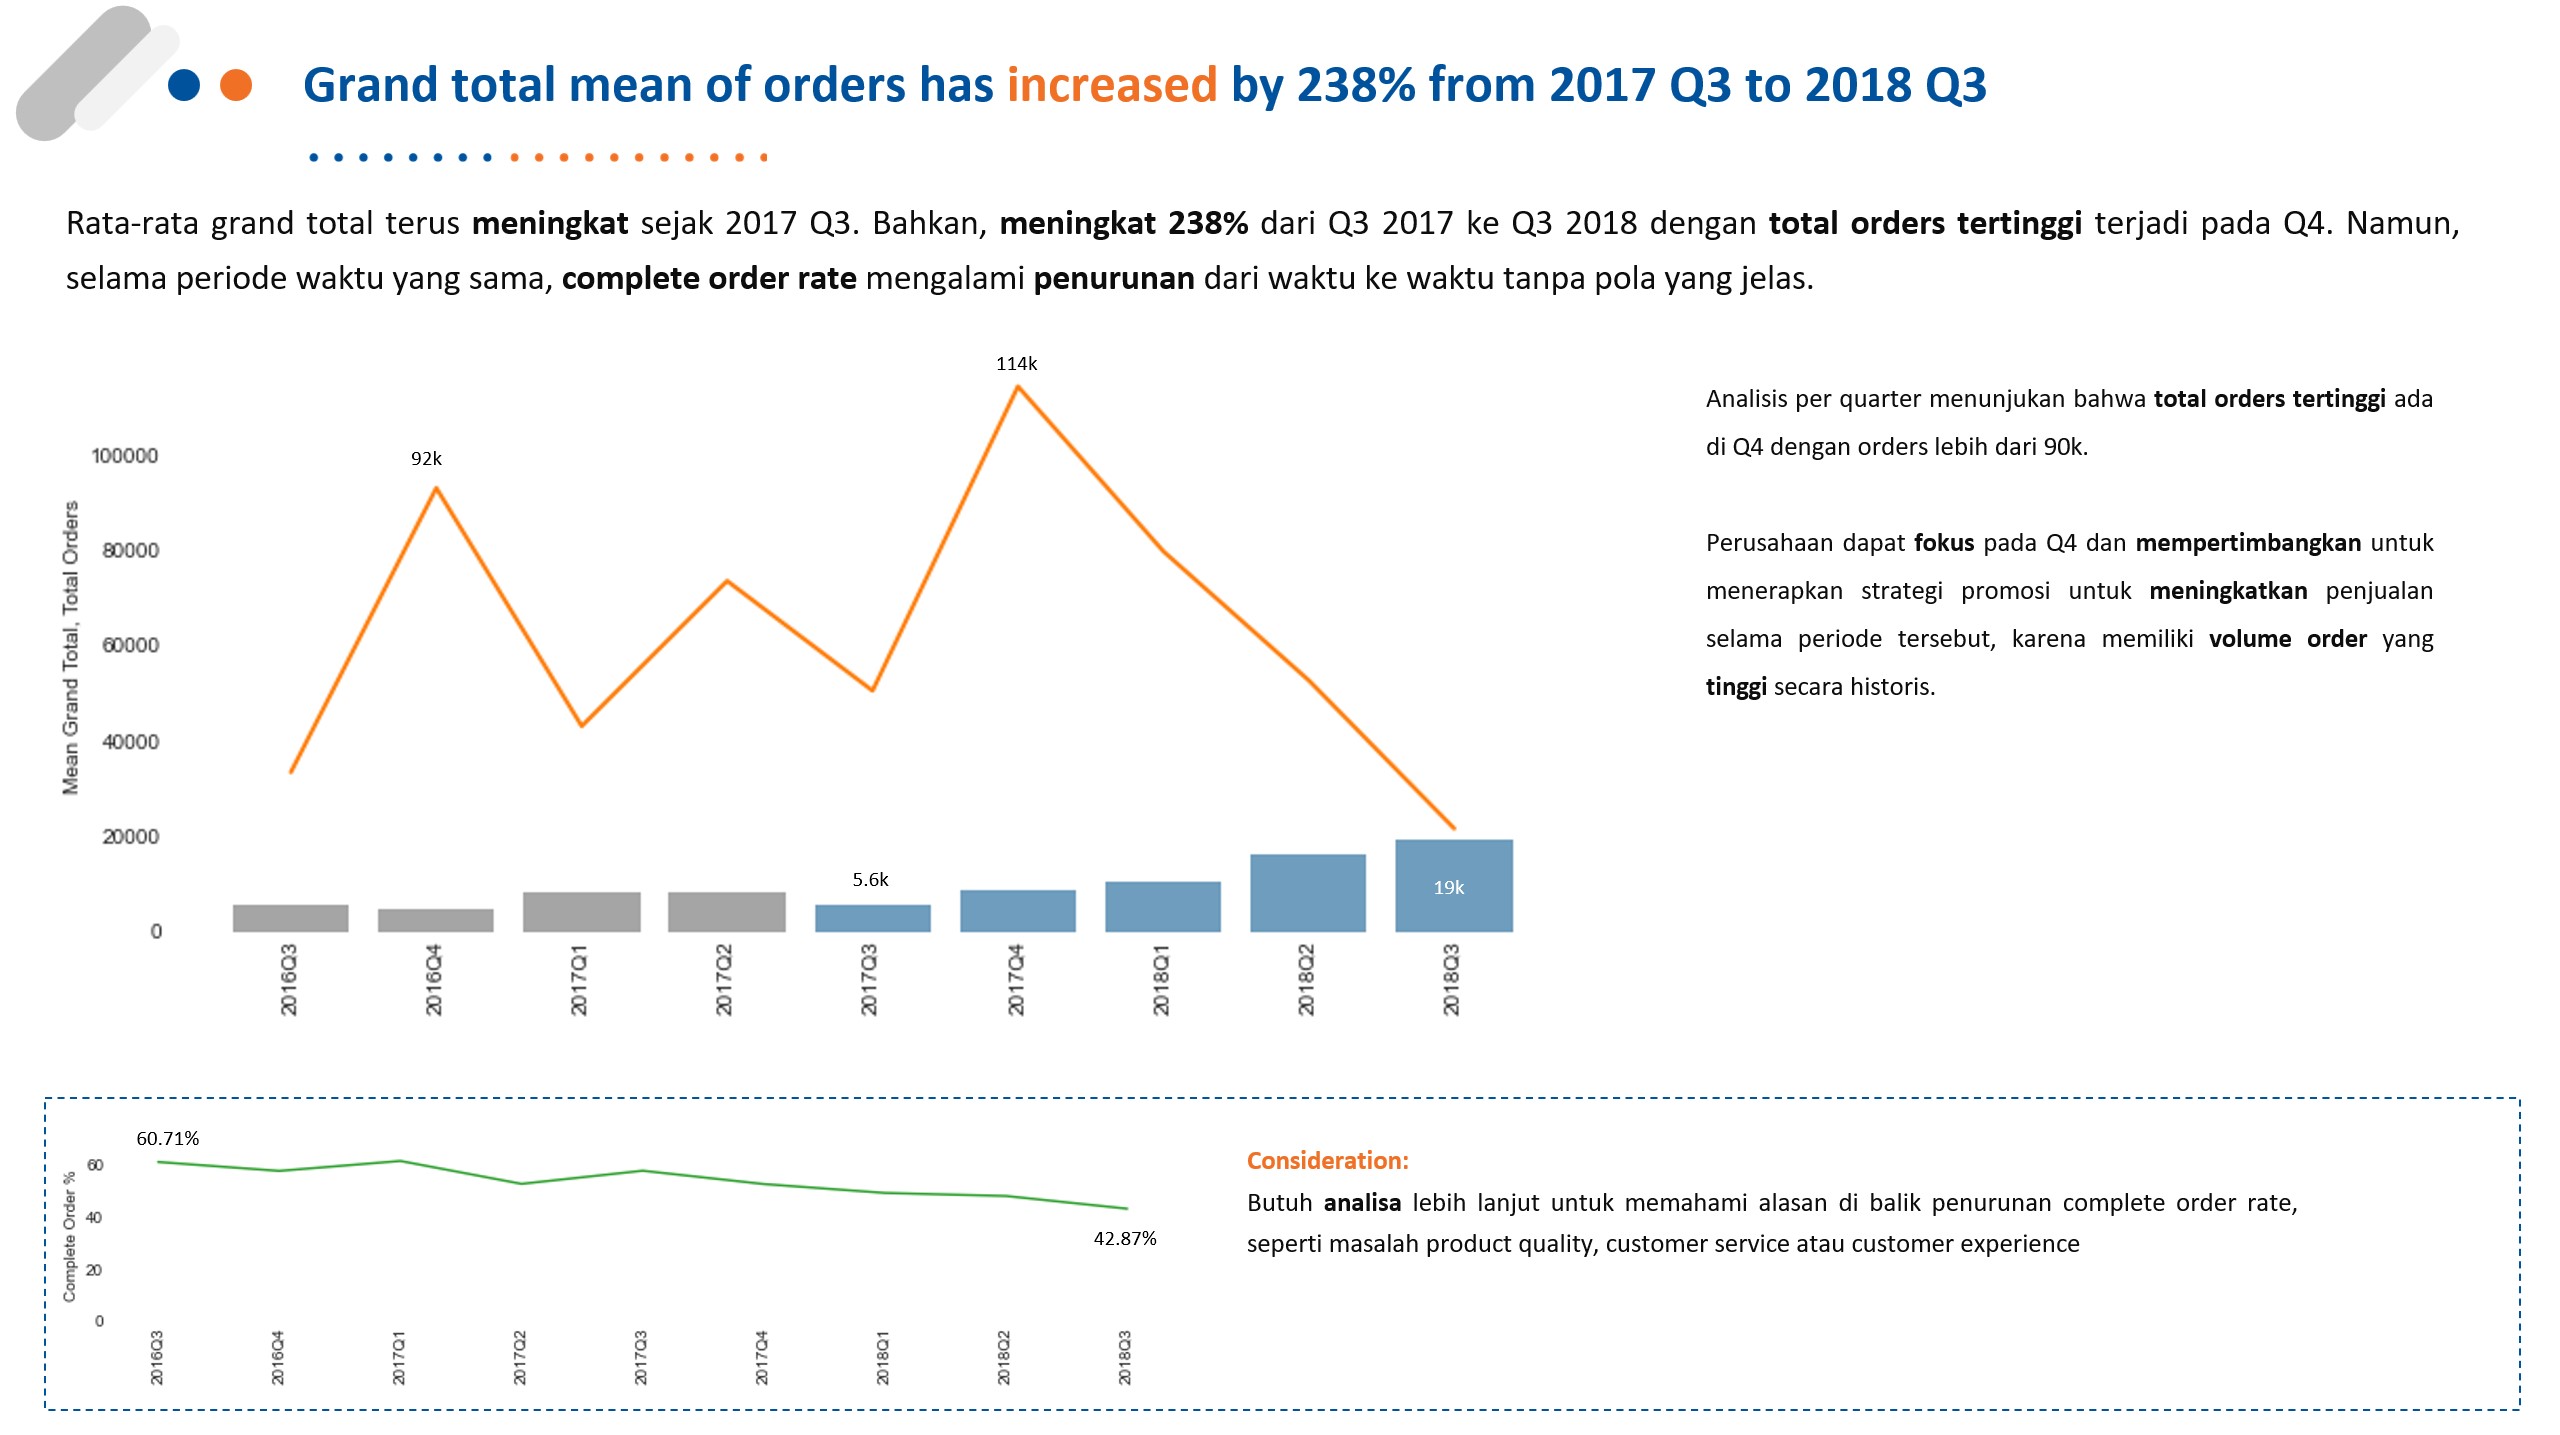 Grand total mean of orders has increased by 238% from 2017 Q3 to 2018 Q3
Rata-rata grand total terus meningkat sejak 2017 Q3. Bahkan, meningkat 238% dari Q3 2017 ke Q3 2018 dengan total orders tertinggi terjadi pada Q4. Namun,
selama periode waktu yang sama, complete order rate mengalami penurunan dari waktu ke waktu tanpa pola yang jelas.
Mean Grand Total, Total Orders
100000
80000
60000
40000
20000
0
92k
114k
5.6k
19k
2016Q3
2016Q4
2017Q1
2017Q2
2017Q3
2017Q4
2018Q1
2018Q2
2018Q3
Analisis per quarter menunjukan bahwa total orders tertinggi ada
di Q4 dengan orders lebih dari 90k.
Perusahaan dapat fokus pada Q4 dan mempertimbangkan untuk
menerapkan strategi promosi untuk meningkatkan penjualan
selama periode tersebut, karena memiliki volume order yang
tinggi secara historis.
Complete Order %
60
40
20
0
60.71%
42.87%
2016Q3
2016Q4
2017Q1
2017Q2
2017Q3
2017Q4
2018Q1
2018Q2
2018Q3
Consideration:
Butuh analisa lebih lanjut untuk memahami alasan di balik penurunan complete order rate,
seperti masalah product quality, customer service atau customer experience